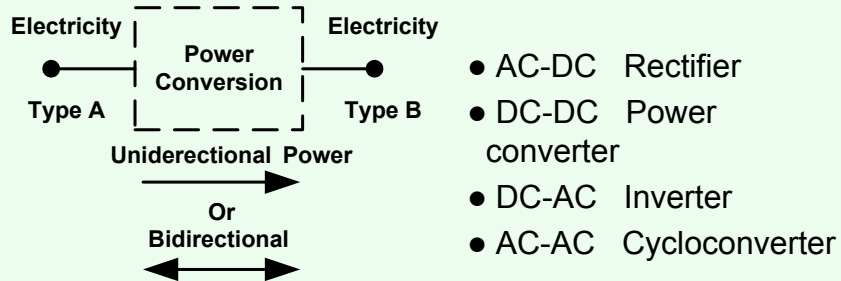 Electricity
Electricity
Power
Conversion
Type A
Type B
Uniderectional Power
Or
Bidirectional
● AC-DC Rectifier
● DC-DC Power
converter
● DC-AC Inverter
● AC-AC Cycloconverter